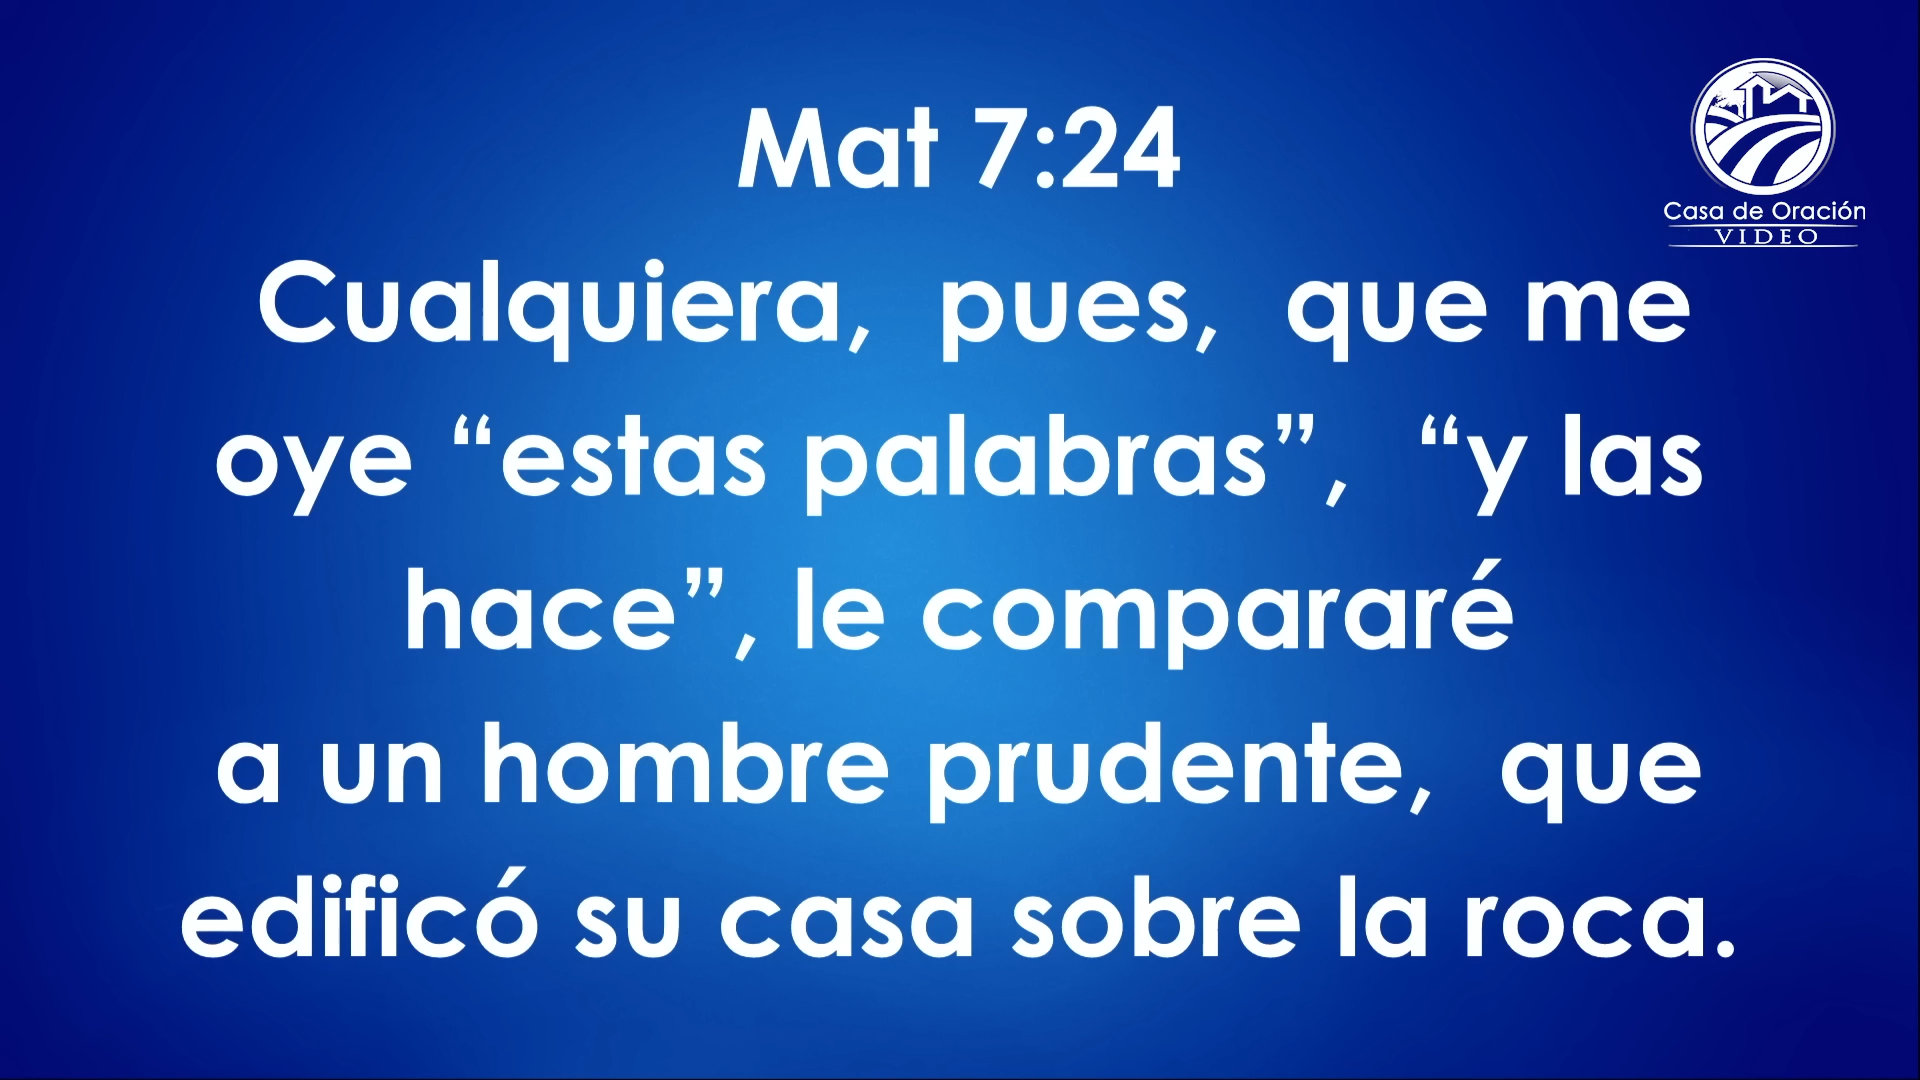 Mat 7:24
Casa de Oración
VIDEO
Cualquiera,  pues,  que me
oye “estas palabras”,  “y las
hace”, le compararé
a un hombre prudente,  que
edificó su casa sobre la roca.